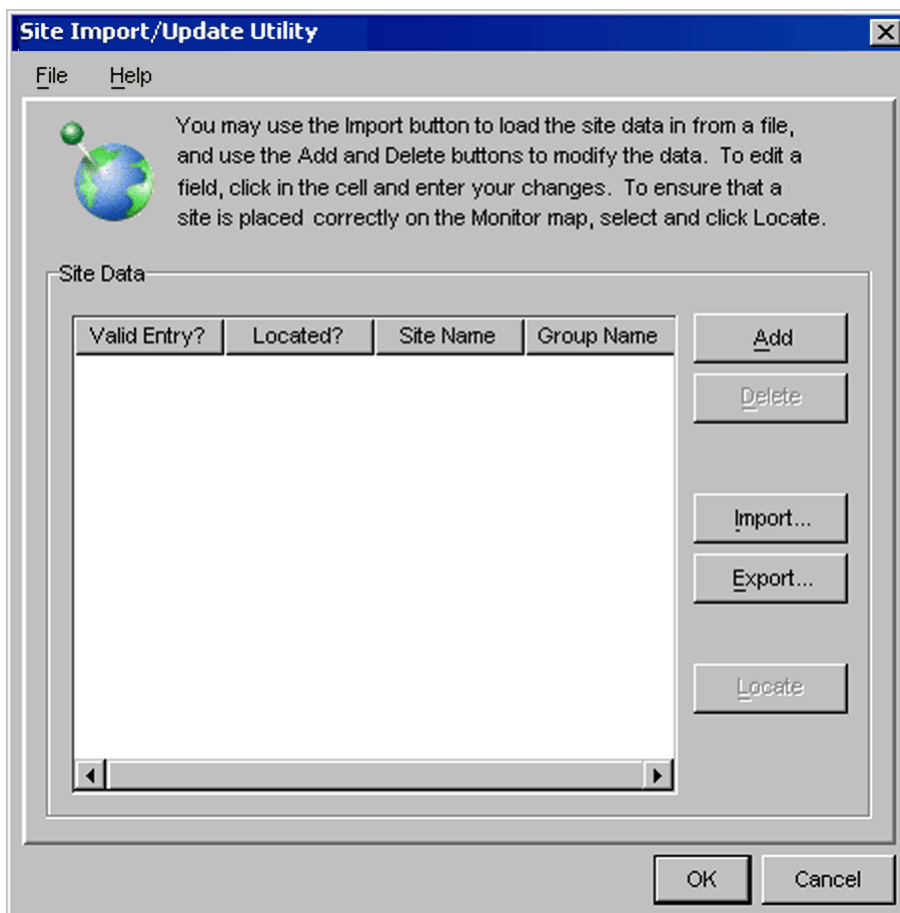 Site Import/Update Utility
File Help
You may use the Import button to load the site data in from a file,
and use the Add and Delete buttons to modify the data. To edit a
field, click in the cell and enter your changes. To ensure that a
site is placed correctly on the Monitor map, select and click Locate.
Site Data
Valid Entry? Located? Site Name Group Name
Add
Delete
Import...
Export...
Locate
OK Cancel